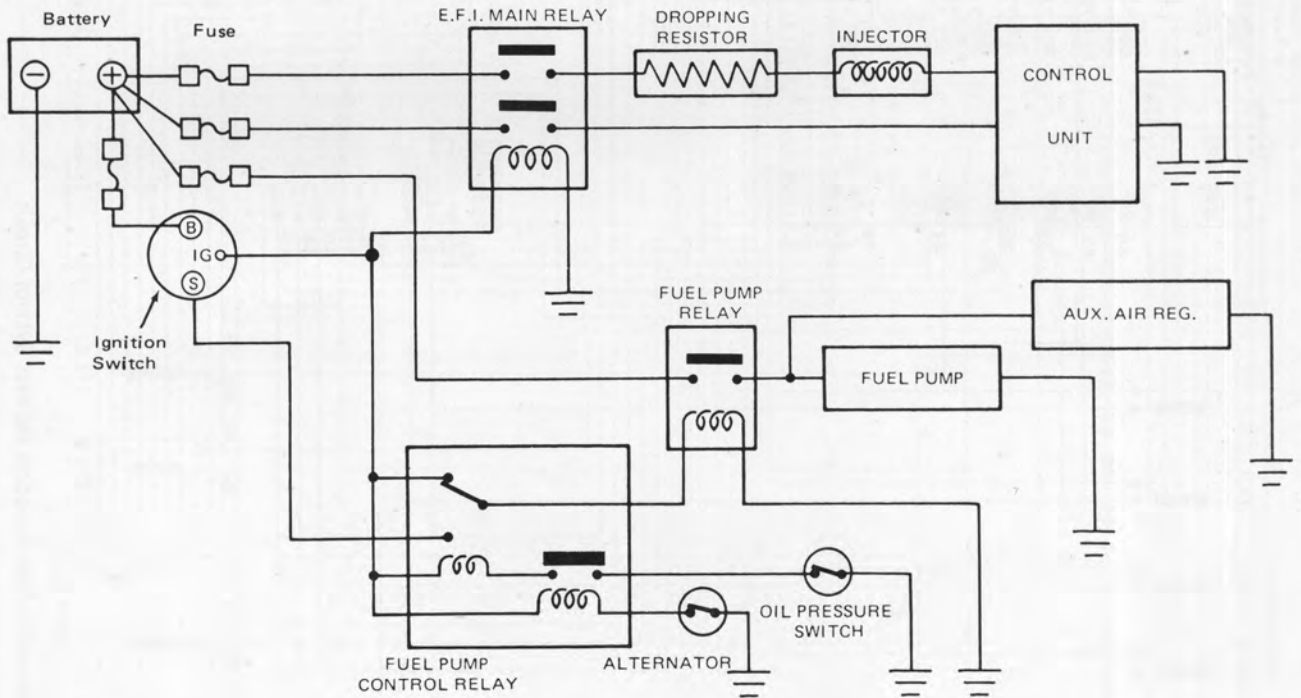 Battery
Fuse
E.F.I. MAIN RELAY
DROPPING
RESISTOR
INJECTOR
CONTROL
UNIT
B
IG
S
Ignition
Switch
FUEL PUMP
RELAY
AUX. AIR REG.
FUEL PUMP
OIL PRESSURE
SWITCH
ALTERNATOR
FUEL PUMP
CONTROL RELAY